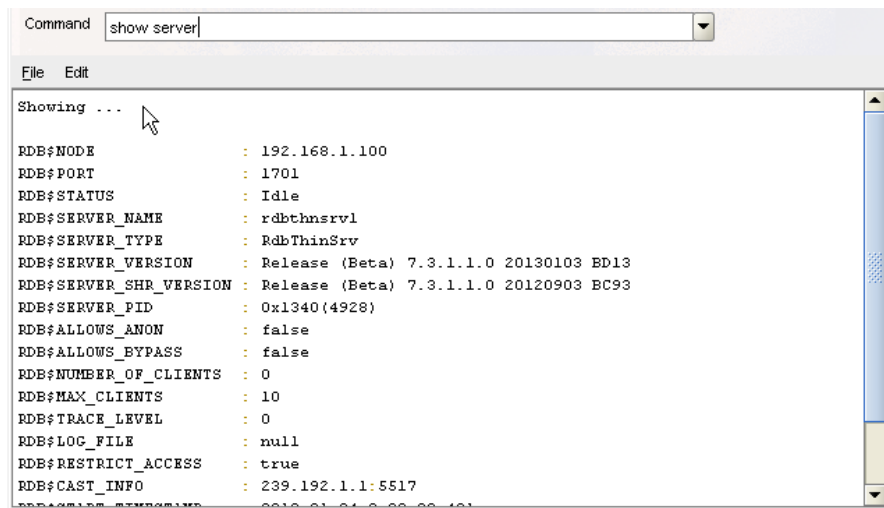 Command show server
File Edit
Showing ...
RDB$NODE : 192.168.1.100
RDB$PORT : 1701
RDB$STATUS : Idle
RDB$SERVER_NAME : rdbthnsrv1
RDB$SERVER_TYPE : RdbThinSrv
RDB$SERVER_VERSION : Release (Beta) 7.3.1.1.0 20130103 BD13
RDB$SERVER_SHR_VERSION : Release (Beta) 7.3.1.1.0 20120903 BC93
RDB$SERVER_PID : 0x1340(4928)
RDB$ALLOWS_ANON : false
RDB$ALLOWS_BYPASS : false
RDB$NUMBER_OF_CLIENTS : 0
RDB$MAX_CLIENTS : 10
RDB$TRACE_LEVEL : 0
RDB$LOG_FILE : null
RDB$RESTRICT_ACCESS : true
RDB$CAST_INFO : 239.192.1.1:5517